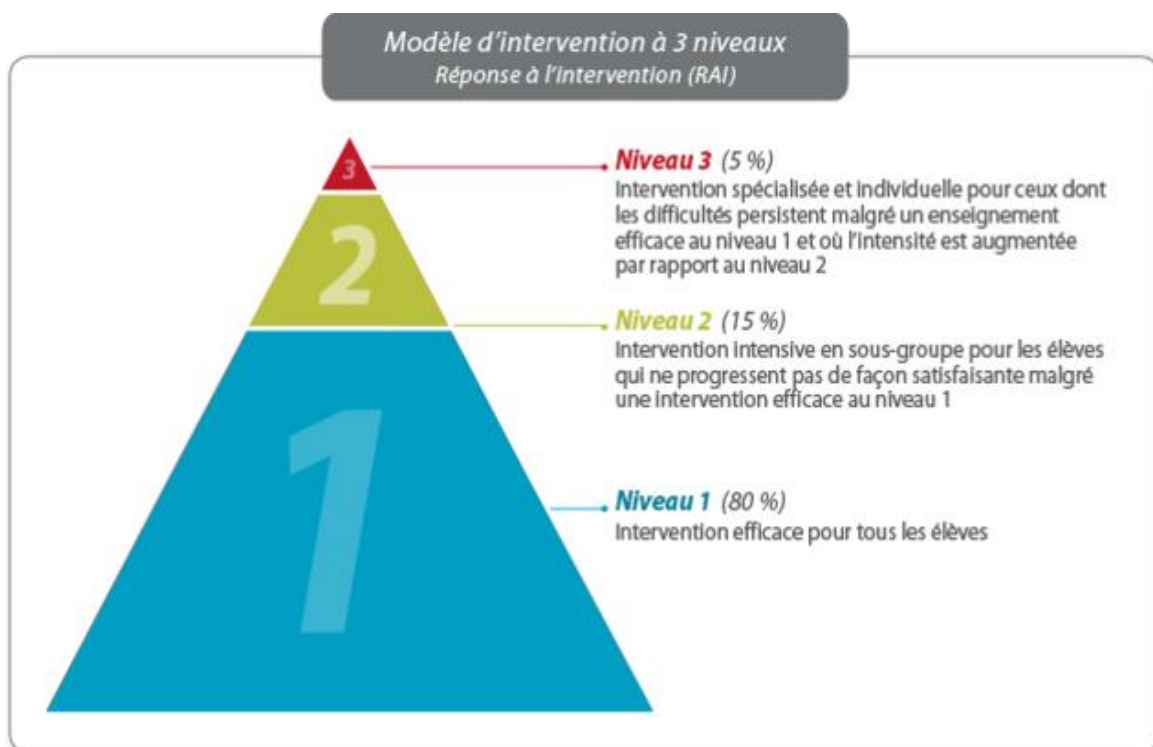 Modèle d'intervention à 3 niveaux
Réponse à l'intervention (RAI)
3
Niveau 3 (5 %)
Intervention spécialisée et individuelle pour ceux dont
les difficultés persistent malgré un enseignement
efficace au niveau 1 et où l'intensité est augmentée
par rapport au niveau 2
2
Niveau 2 (15 %)
Intervention intensive en sous-groupe pour les élèves
qui ne progressent pas de façon satisfaisante malgré
une intervention efficace au niveau 1
1
Niveau 1 (80 %)
Intervention efficace pour tous les élèves